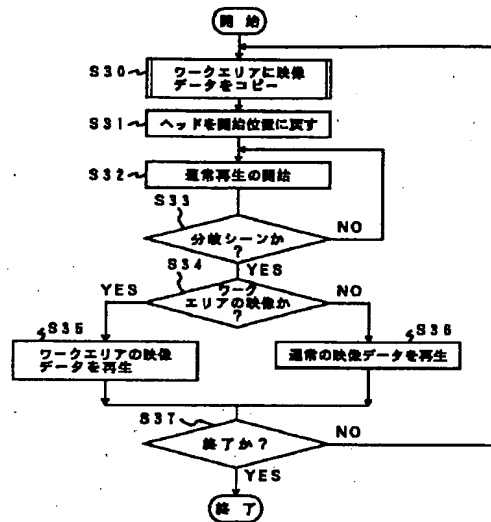 開 始
S30
ワークエリアに映像
データをコピー
S31
ヘッドを開始位置に戻す
S32
通常再生の開始
S33
分岐シーンか
?
NO
YES
S34
ワーク
エリアの映像か
?
YES
NO
S35
ワークエリアの映像
データを再生
S36
通常の映像データを再生
S37
終了か?
NO
YES
終 了